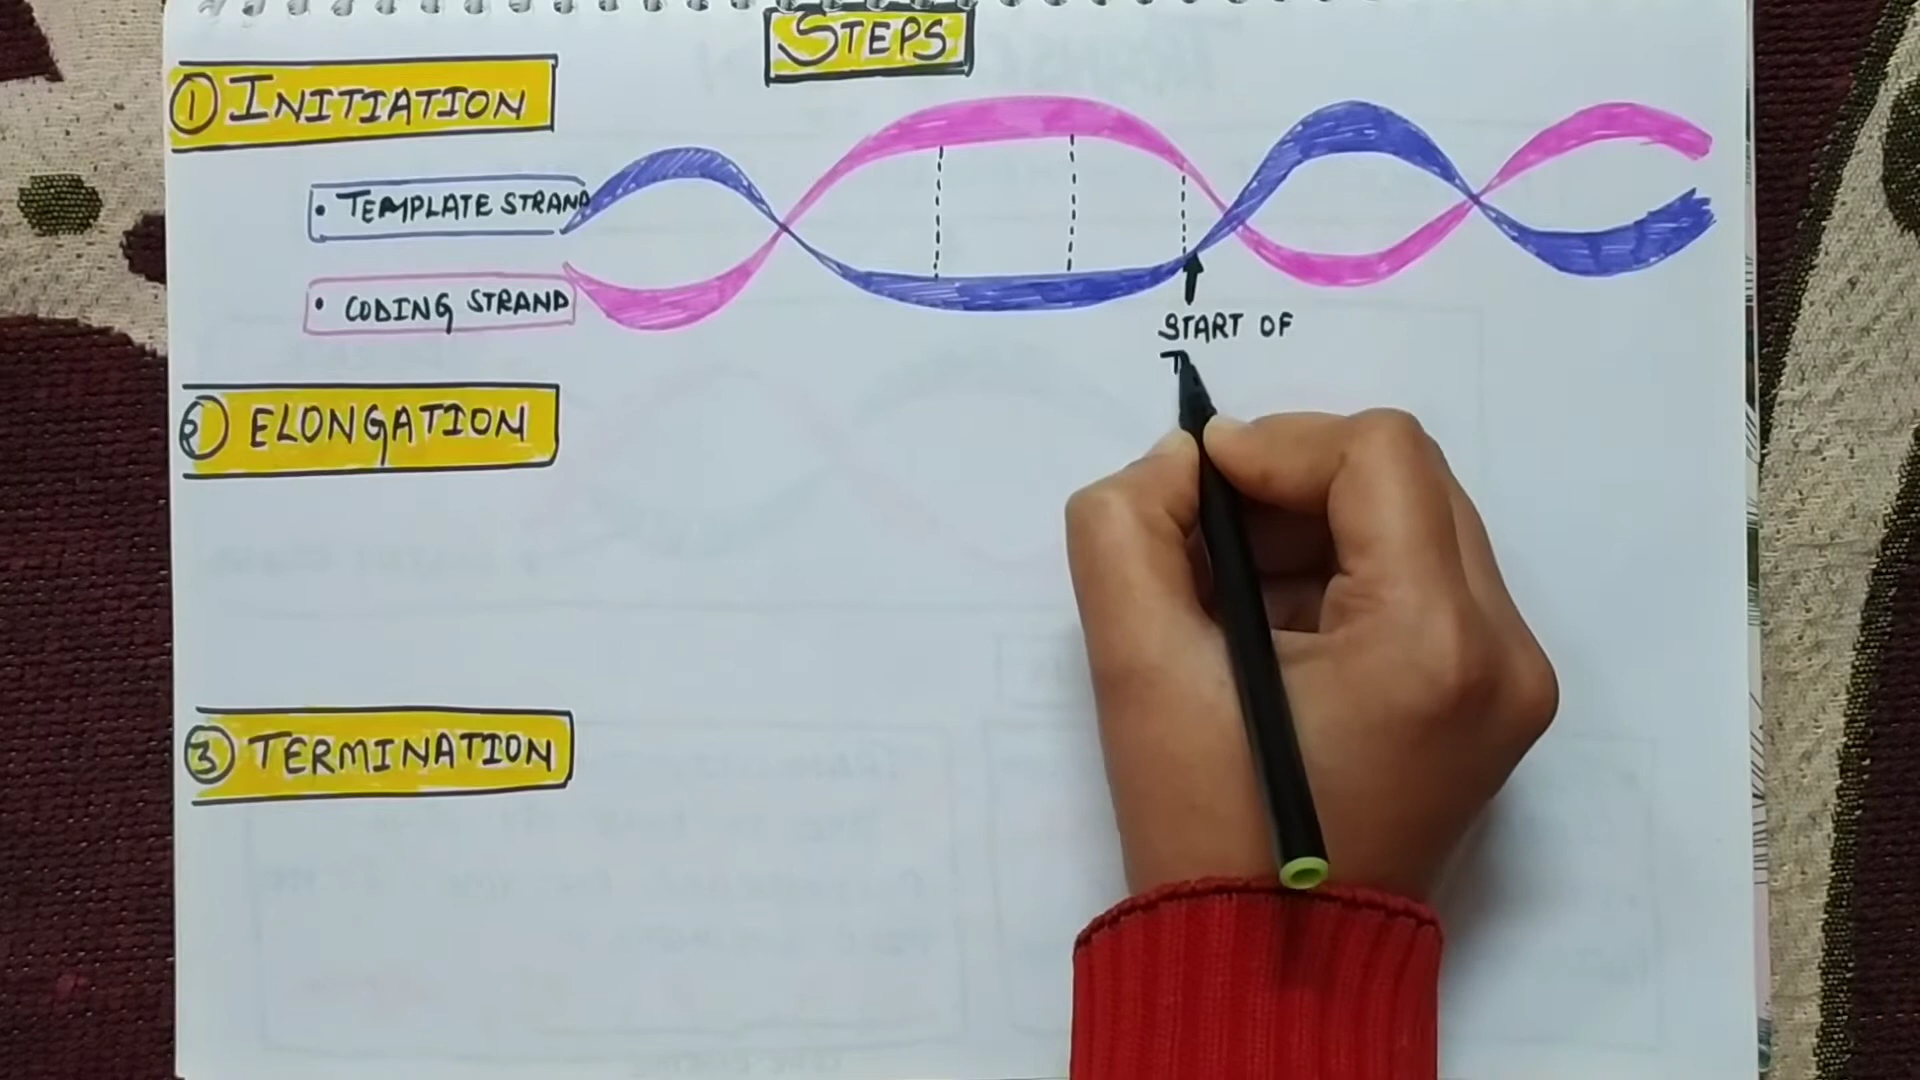 STEPS
① INITIATION
• TEMPLATE STRAND
• CODING STRAND
START OF
T
② ELONGATION
③ TERMINATION